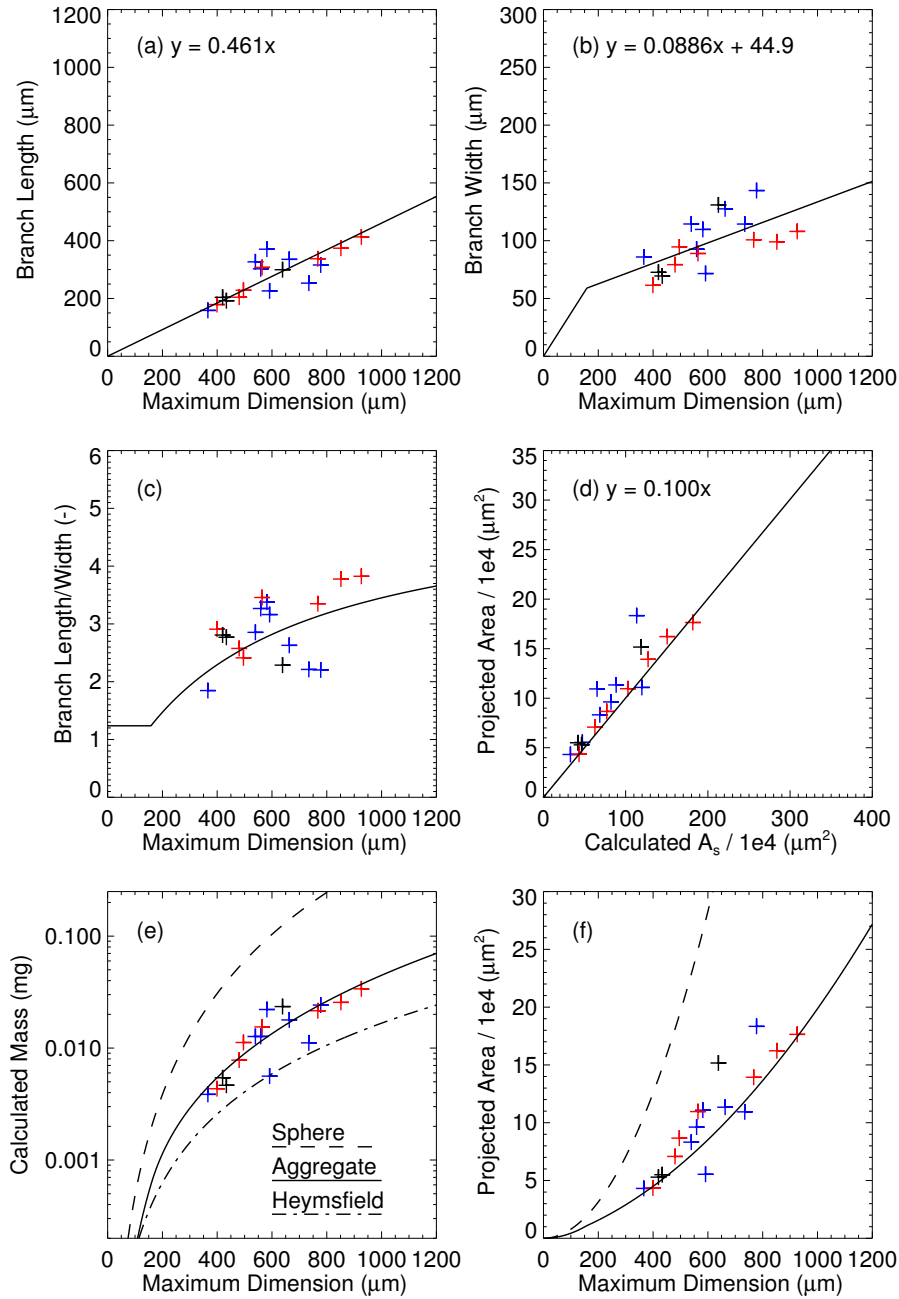 (a) y = 0.461x
Branch Length (μm)
1200
1000
800
600
400
200
0
0 200 400 600 800 1000 1200
Maximum Dimension (μm)
(b) y = 0.0886x + 44.9
Branch Width (μm)
300
250
200
150
100
50
0
0 200 400 600 800 1000 1200
Maximum Dimension (μm)
(c)
Branch Length/Width (-)
6
5
4
3
2
1
0
0 200 400 600 800 1000 1200
Maximum Dimension (μm)
(d) y = 0.100x
Projected Area / 1e4 (μm²)
35
30
25
20
15
10
5
0
0 100 200 300 400
Calculated Aₛ / 1e4 (μm²)
(e)
Calculated Mass (mg)
0.100
0.010
0.001
Sphere
Aggregate
Heymsfield
0 200 400 600 800 1000 1200
Maximum Dimension (μm)
(f)
Projected Area / 1e4 (μm²)
30
25
20
15
10
5
0
0 200 400 600 800 1000 1200
Maximum Dimension (μm)